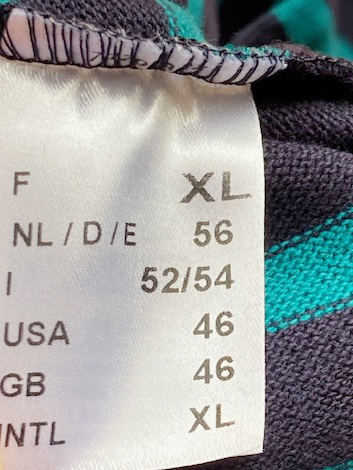 F XL
NL / D / E 56
I 52/54
USA 46
GB 46
INTL XL